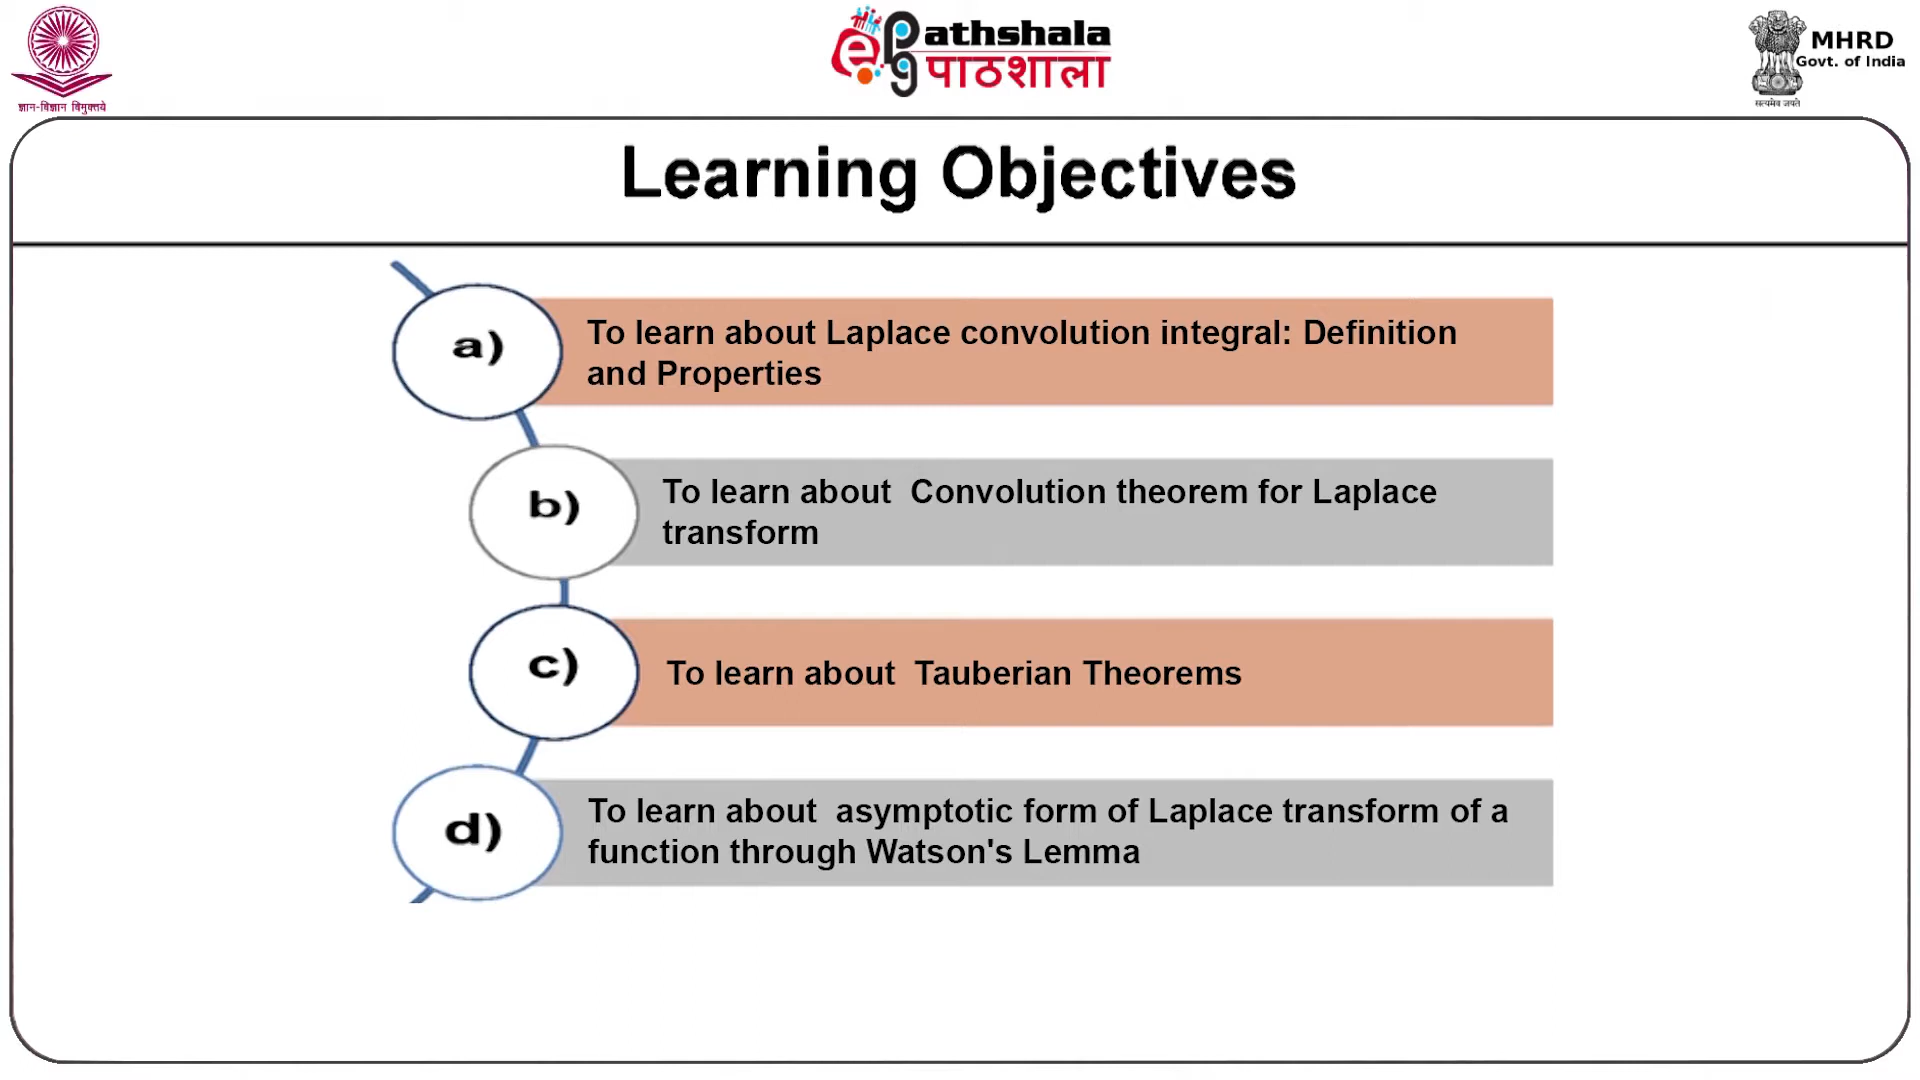 ज्ञान-विज्ञान विमुक्तये
e PG Pathshala
पाठशाला
MHRD
Govt. of India
सत्यमेव जयते
Learning Objectives
a) To learn about Laplace convolution integral: Definition
and Properties
b) To learn about Convolution theorem for Laplace
transform
c) To learn about Tauberian Theorems
d) To learn about asymptotic form of Laplace transform of a
function through Watson's Lemma